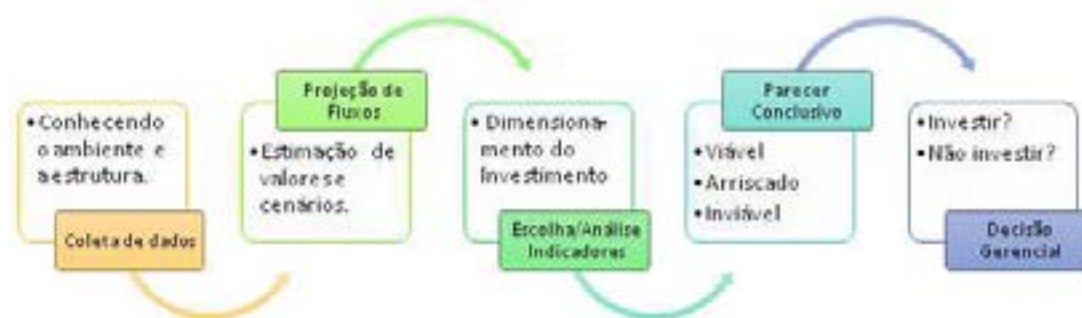 • Conhecendo
o ambiente e
a estrutura.
Coleta de dados
Projeção de
Fluxos
• Estimação de
valores e
cenários.
• Dimensiona-
mento do
Investimento
Escolha/Análise
Indicadores
Parecer
Conclusivo
• Viável
• Arriscado
• Inviável
• Investir?
• Não investir?
Decisão
Gerencial